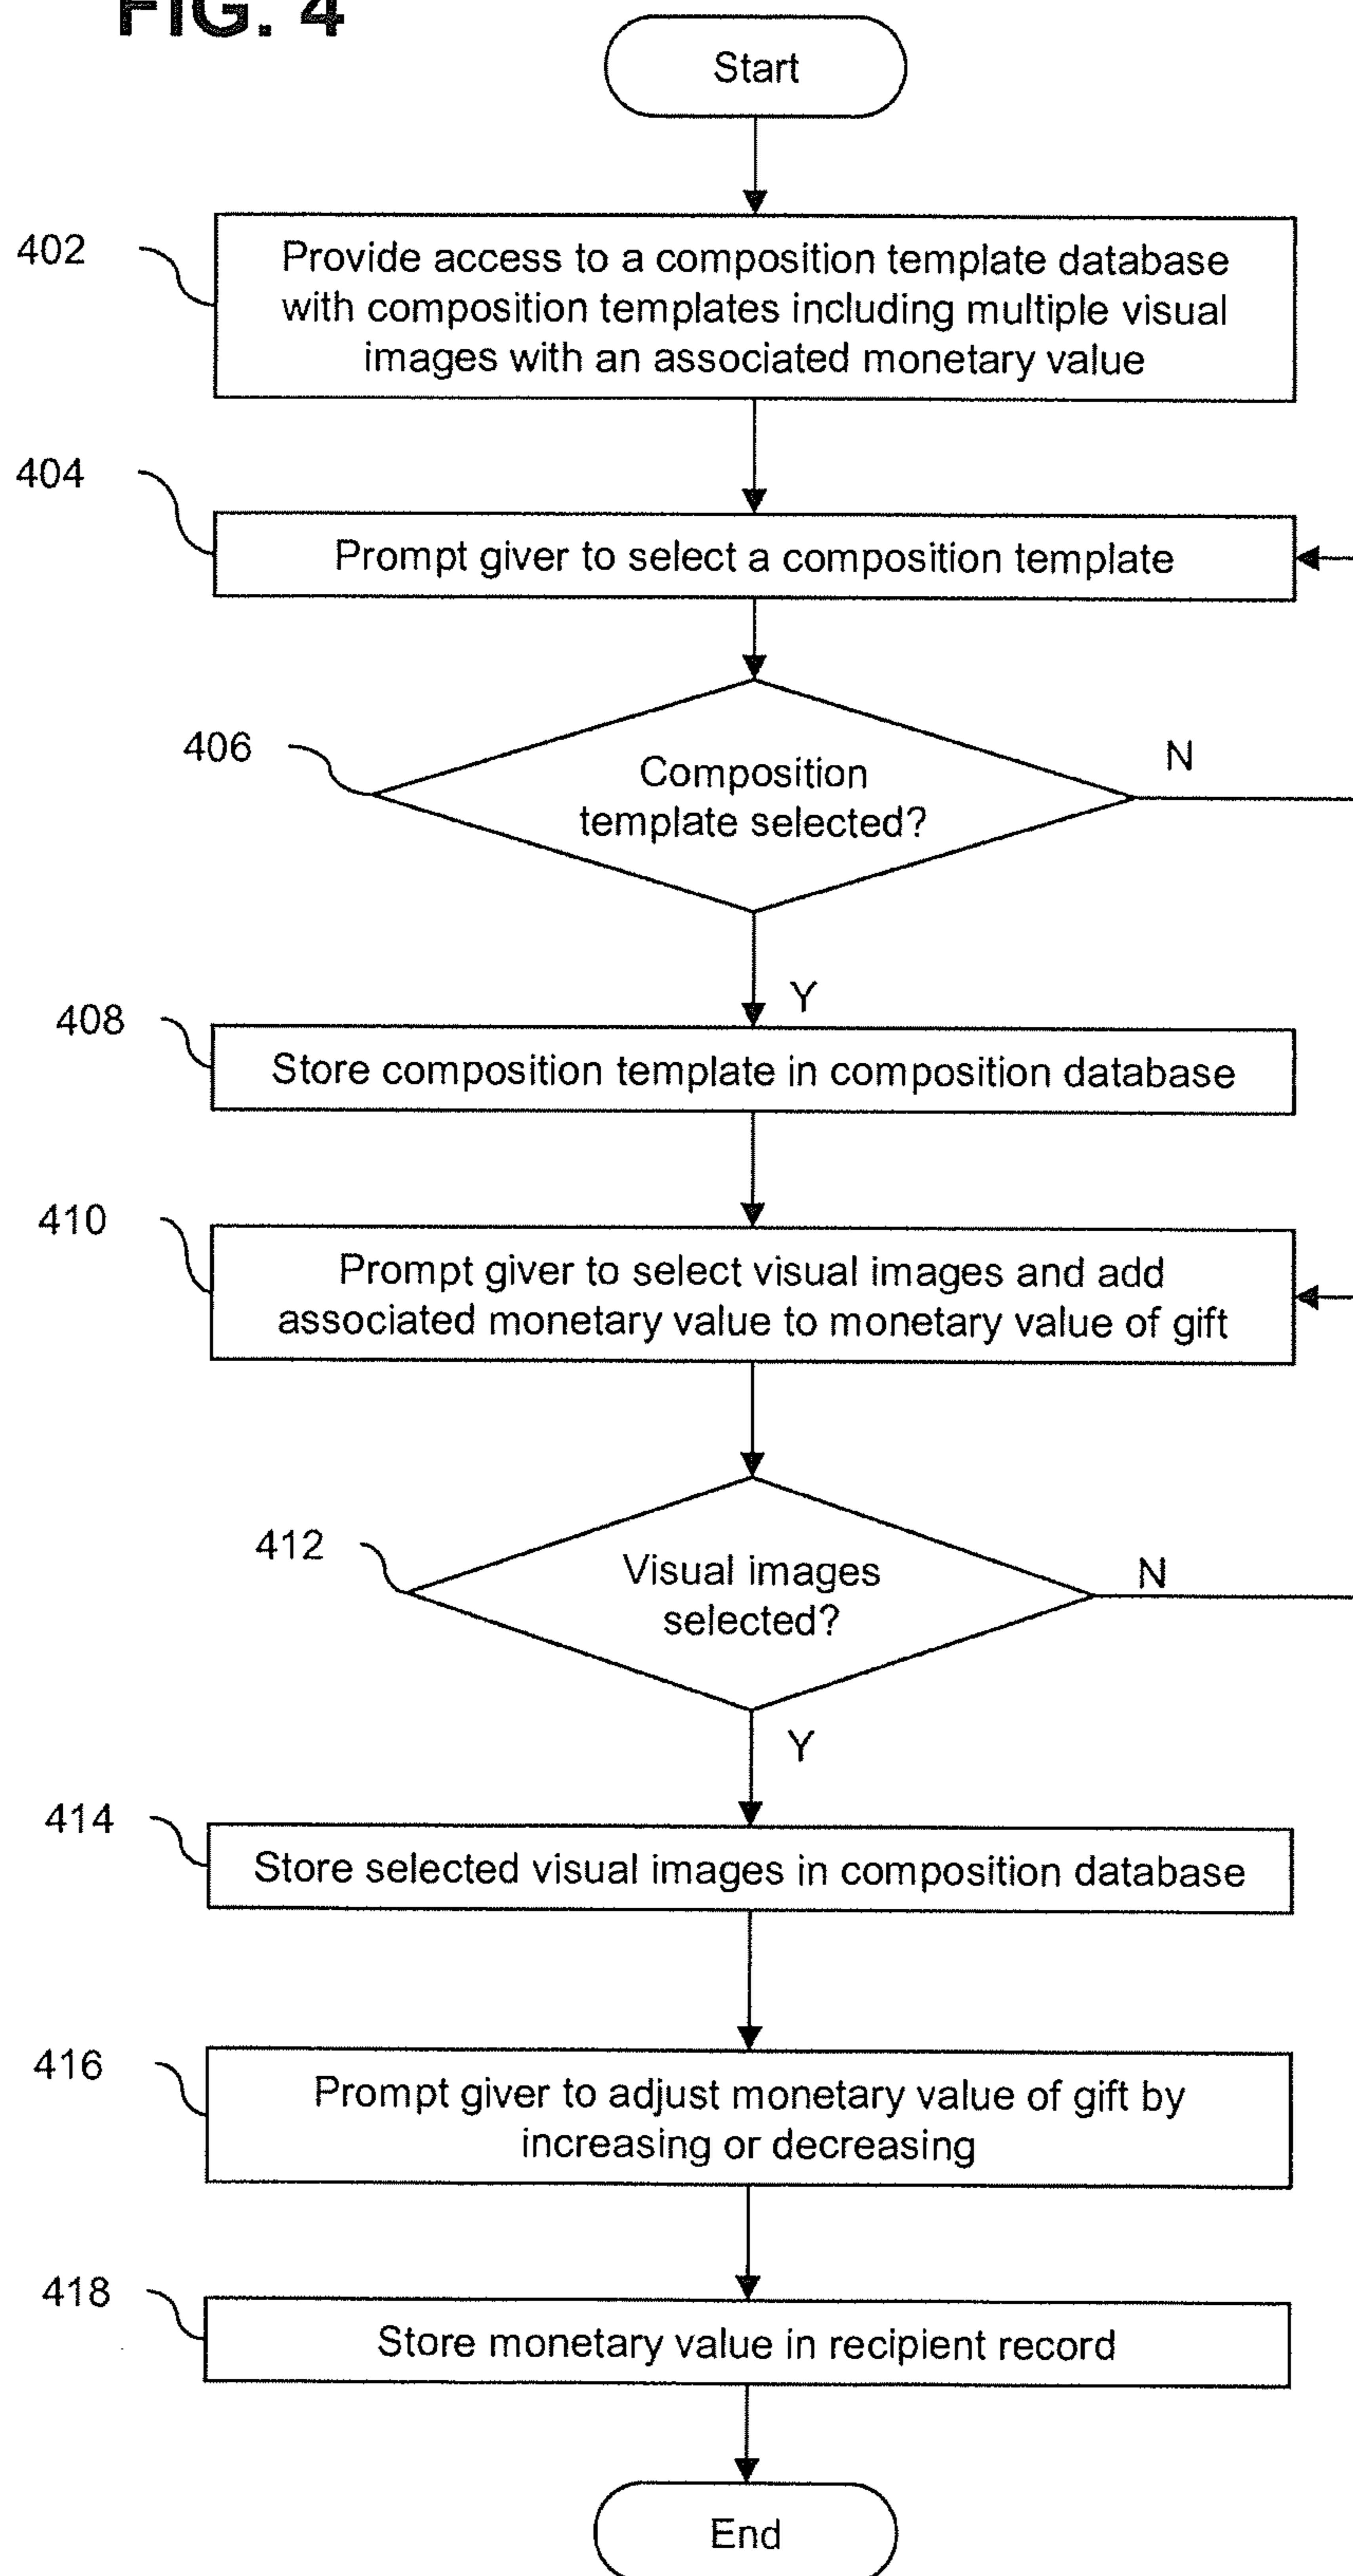 FIG. 4
Start
402
Provide access to a composition template database
with composition templates including multiple visual
images with an associated monetary value
404
Prompt giver to select a composition template
406
Composition
template selected?
N
Y
408
Store composition template in composition database
410
Prompt giver to select visual images and add
associated monetary value to monetary value of gift
412
Visual images
selected?
N
Y
414
Store selected visual images in composition database
416
Prompt giver to adjust monetary value of gift by
increasing or decreasing
418
Store monetary value in recipient record
End